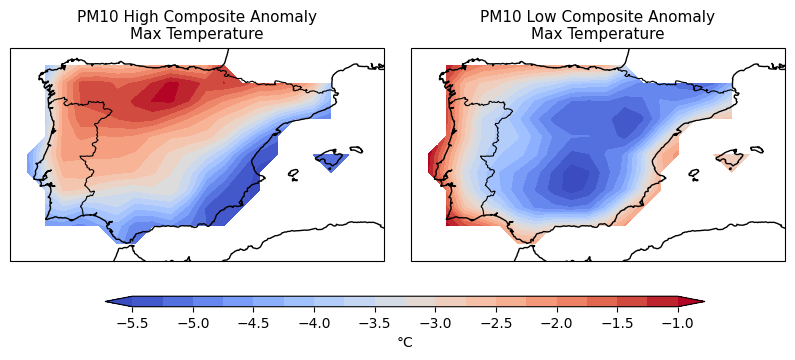 PM10 High Composite Anomaly
Max Temperature
PM10 Low Composite Anomaly
Max Temperature
−5.5 −5.0 −4.5 −4.0 −3.5 −3.0 −2.5 −2.0 −1.5 −1.0
°C